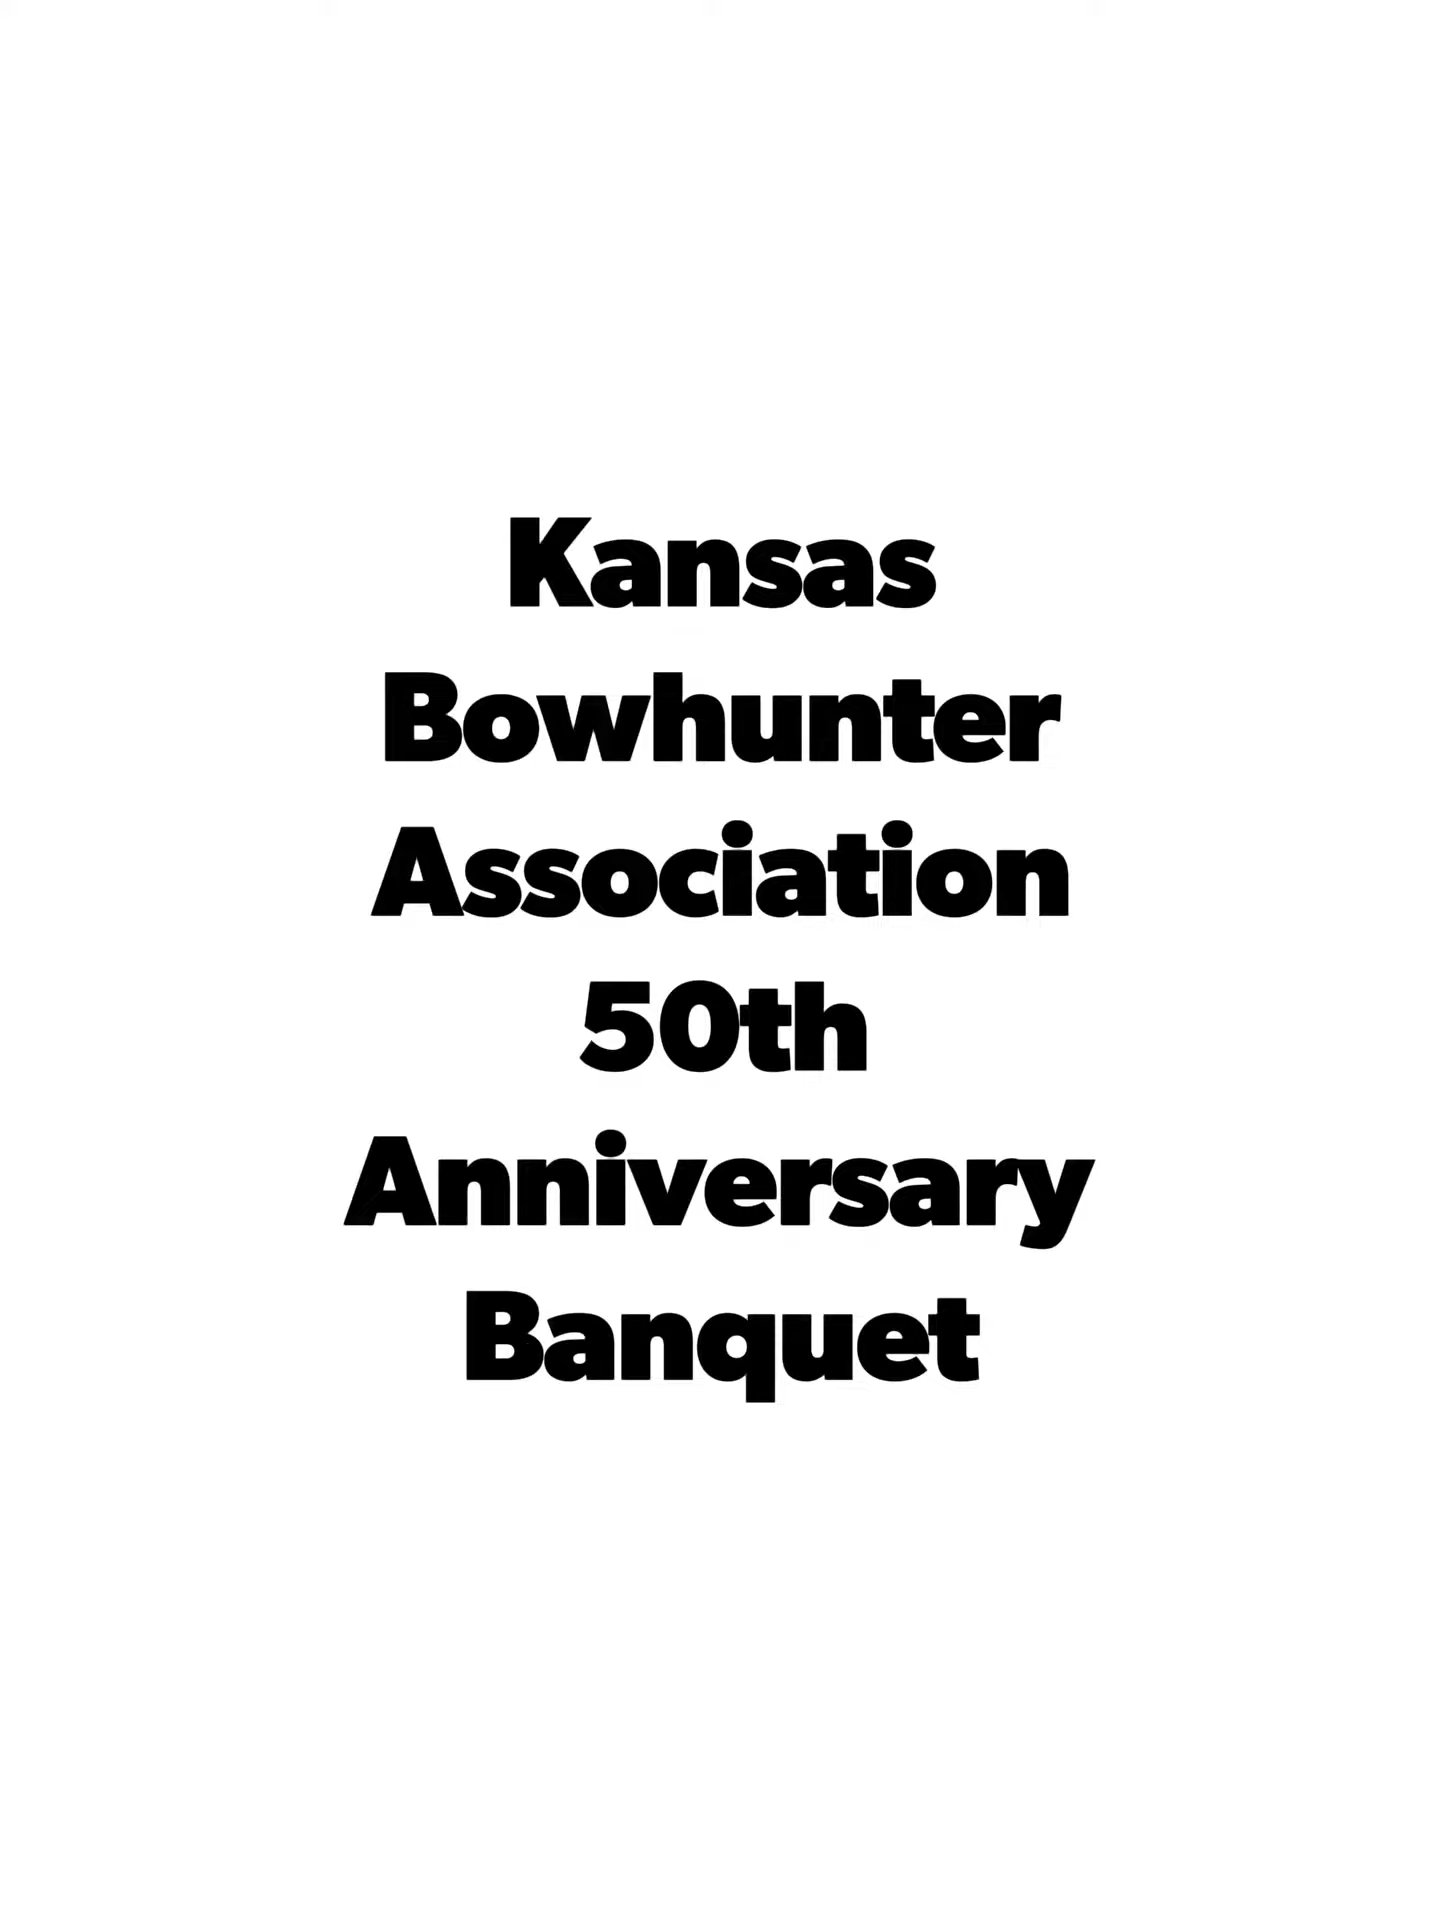 Kansas
Bowhunter
Association
50th
Anniversary
Banquet